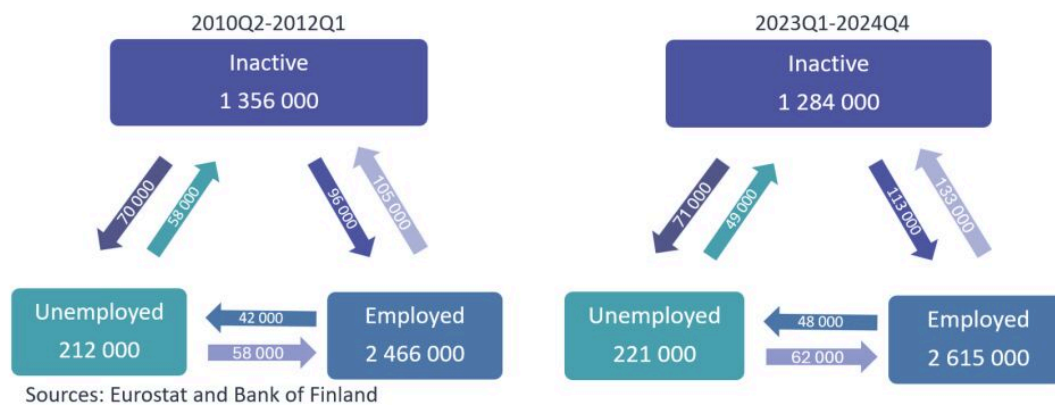 2010Q2-2012Q1
Inactive
1 356 000
70 000
58 000
96 000
105 000
Unemployed
212 000
42 000
58 000
Employed
2 466 000
2023Q1-2024Q4
Inactive
1 284 000
71 000
49 000
113 000
133 000
Unemployed
221 000
48 000
62 000
Employed
2 615 000
Sources: Eurostat and Bank of Finland